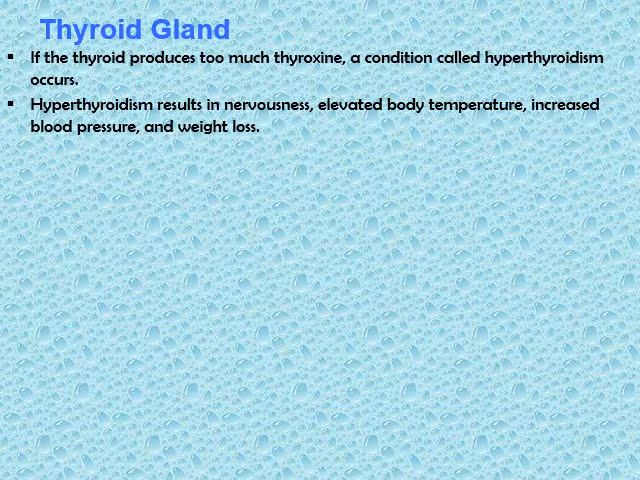 Thyroid Gland
▪ If the thyroid produces too much thyroxine, a condition called hyperthyroidism
occurs.
▪ Hyperthyroidism results in nervousness, elevated body temperature, increased
blood pressure, and weight loss.